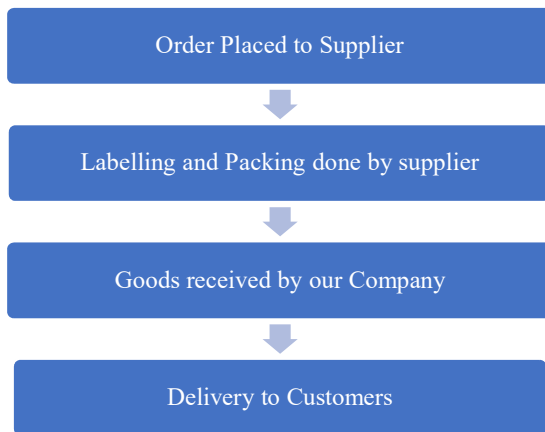 Order Placed to Supplier
Labelling and Packing done by supplier
Goods received by our Company
Delivery to Customers